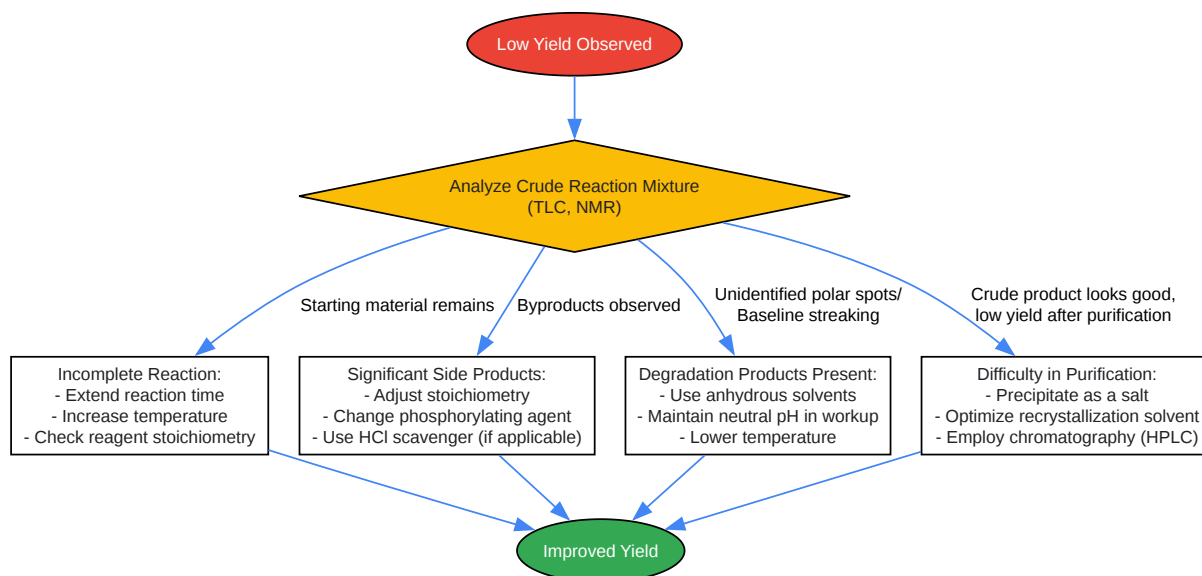 Low Yield Observed
Analyze Crude Reaction Mixture
(TLC, NMR)
Starting material remains
Byproducts observed
Unidentified polar spots/
Baseline streaking
Crude product looks good,
low yield after purification
Incomplete Reaction:
- Extend reaction time
- Increase temperature
- Check reagent stoichiometry
Significant Side Products:
- Adjust stoichiometry
- Change phosphorylating agent
- Use HCl scavenger (if applicable)
Degradation Products Present:
- Use anhydrous solvents
- Maintain neutral pH in workup
- Lower temperature
Difficulty in Purification:
- Precipitate as a salt
- Optimize recrystallization solvent
- Employ chromatography (HPLC)
Improved Yield